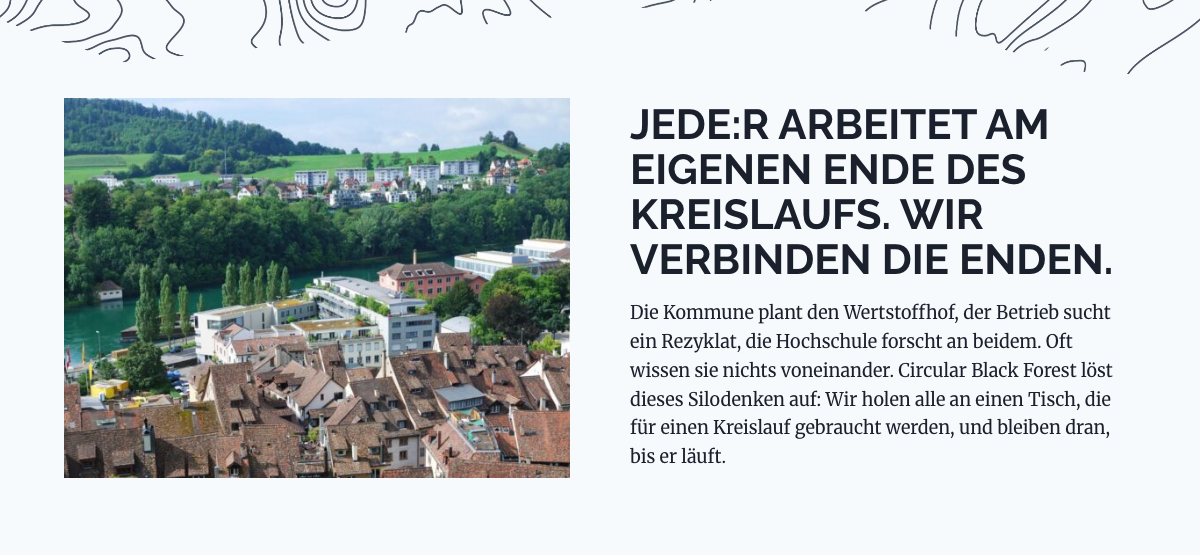 JEDE:R ARBEITET AM
EIGENEN ENDE DES
KREISLAUFS. WIR
VERBINDEN DIE ENDEN.
Die Kommune plant den Wertstoffhof, der Betrieb sucht
ein Rezyklat, die Hochschule forscht an beidem. Oft
wissen sie nichts voneinander. Circular Black Forest löst
dieses Silodenken auf: Wir holen alle an einen Tisch, die
für einen Kreislauf gebraucht werden, und bleiben dran,
bis er läuft.